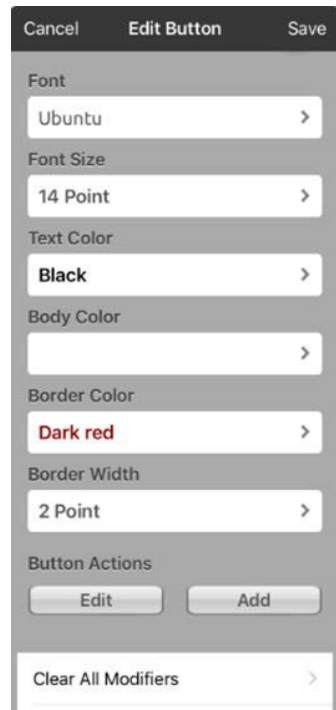 Cancel Edit Button Save
Font
Ubuntu
Font Size
14 Point
Text Color
Black
Body Color
Border Color
Dark red
Border Width
2 Point
Button Actions
Edit Add
Clear All Modifiers